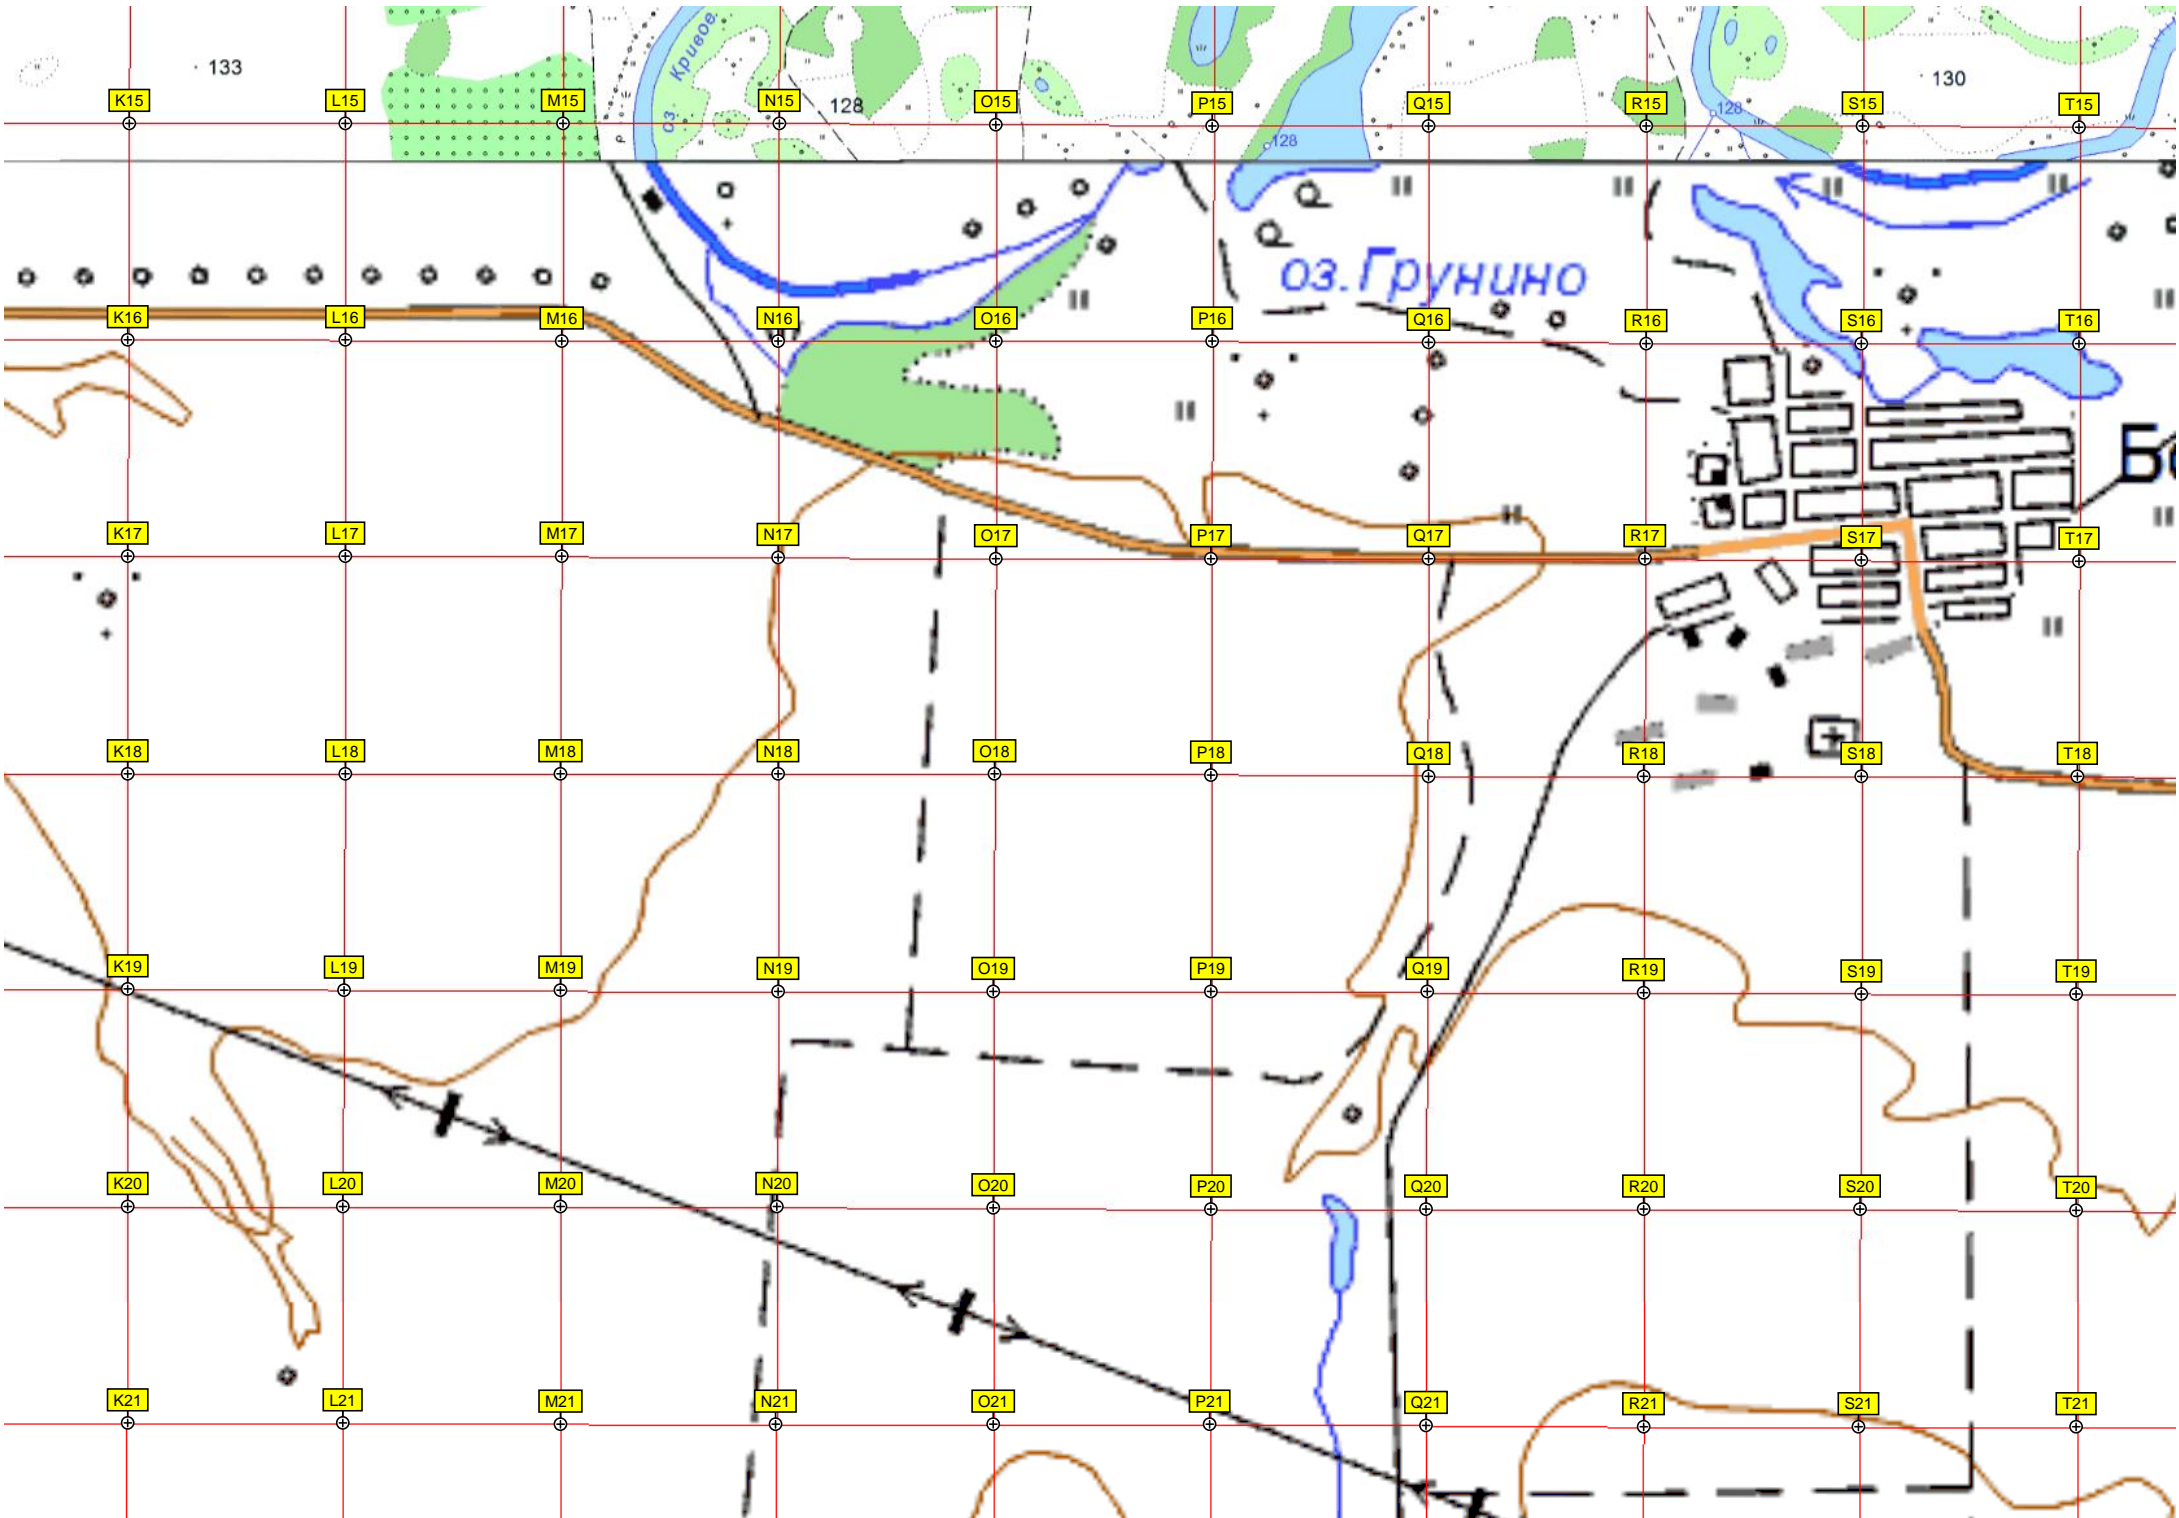 133
оз. Кривое
128
128
128
130
K15 L15 M15 N15 O15 P15 Q15 R15 S15 T15
оз.Грунино
K16 L16 M16 N16 O16 P16 Q16 R16 S16 T16
Бо
K17 L17 M17 N17 O17 P17 Q17 R17 S17 T17
K18 L18 M18 N18 O18 P18 Q18 R18 S18 T18
K19 L19 M19 N19 O19 P19 Q19 R19 S19 T19
K20 L20 M20 N20 O20 P20 Q20 R20 S20 T20
K21 L21 M21 N21 O21 P21 Q21 R21 S21 T21